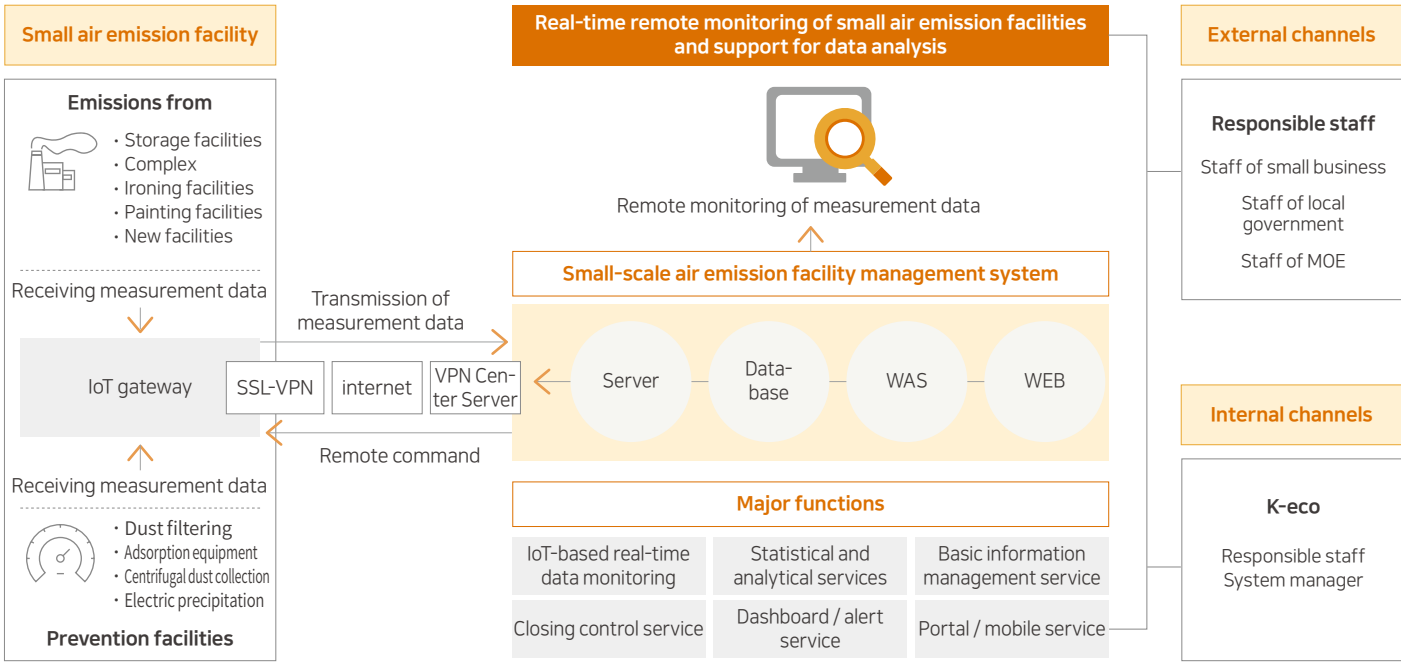 Small air emission facility
Emissions from
· Storage facilities
· Complex
· Ironing facilities
· Painting facilities
· New facilities
Receiving measurement data
IoT gateway
SSL-VPN
internet
VPN Cen-
ter Server
Receiving measurement data
· Dust filtering
· Adsorption equipment
· Centrifugal dust collection
· Electric precipitation
Prevention facilities
Transmission of
measurement data
Remote command
Real-time remote monitoring of small air emission facilities
and support for data analysis
Remote monitoring of measurement data
Small-scale air emission facility management system
Server
Data-
base
WAS
WEB
Major functions
IoT-based real-time
data monitoring
Statistical and
analytical services
Basic information
management service
Closing control service
Dashboard / alert
service
Portal / mobile service
External channels
Responsible staff
Staff of small business
Staff of local
government
Staff of MOE
Internal channels
K-eco
Responsible staff
System manager